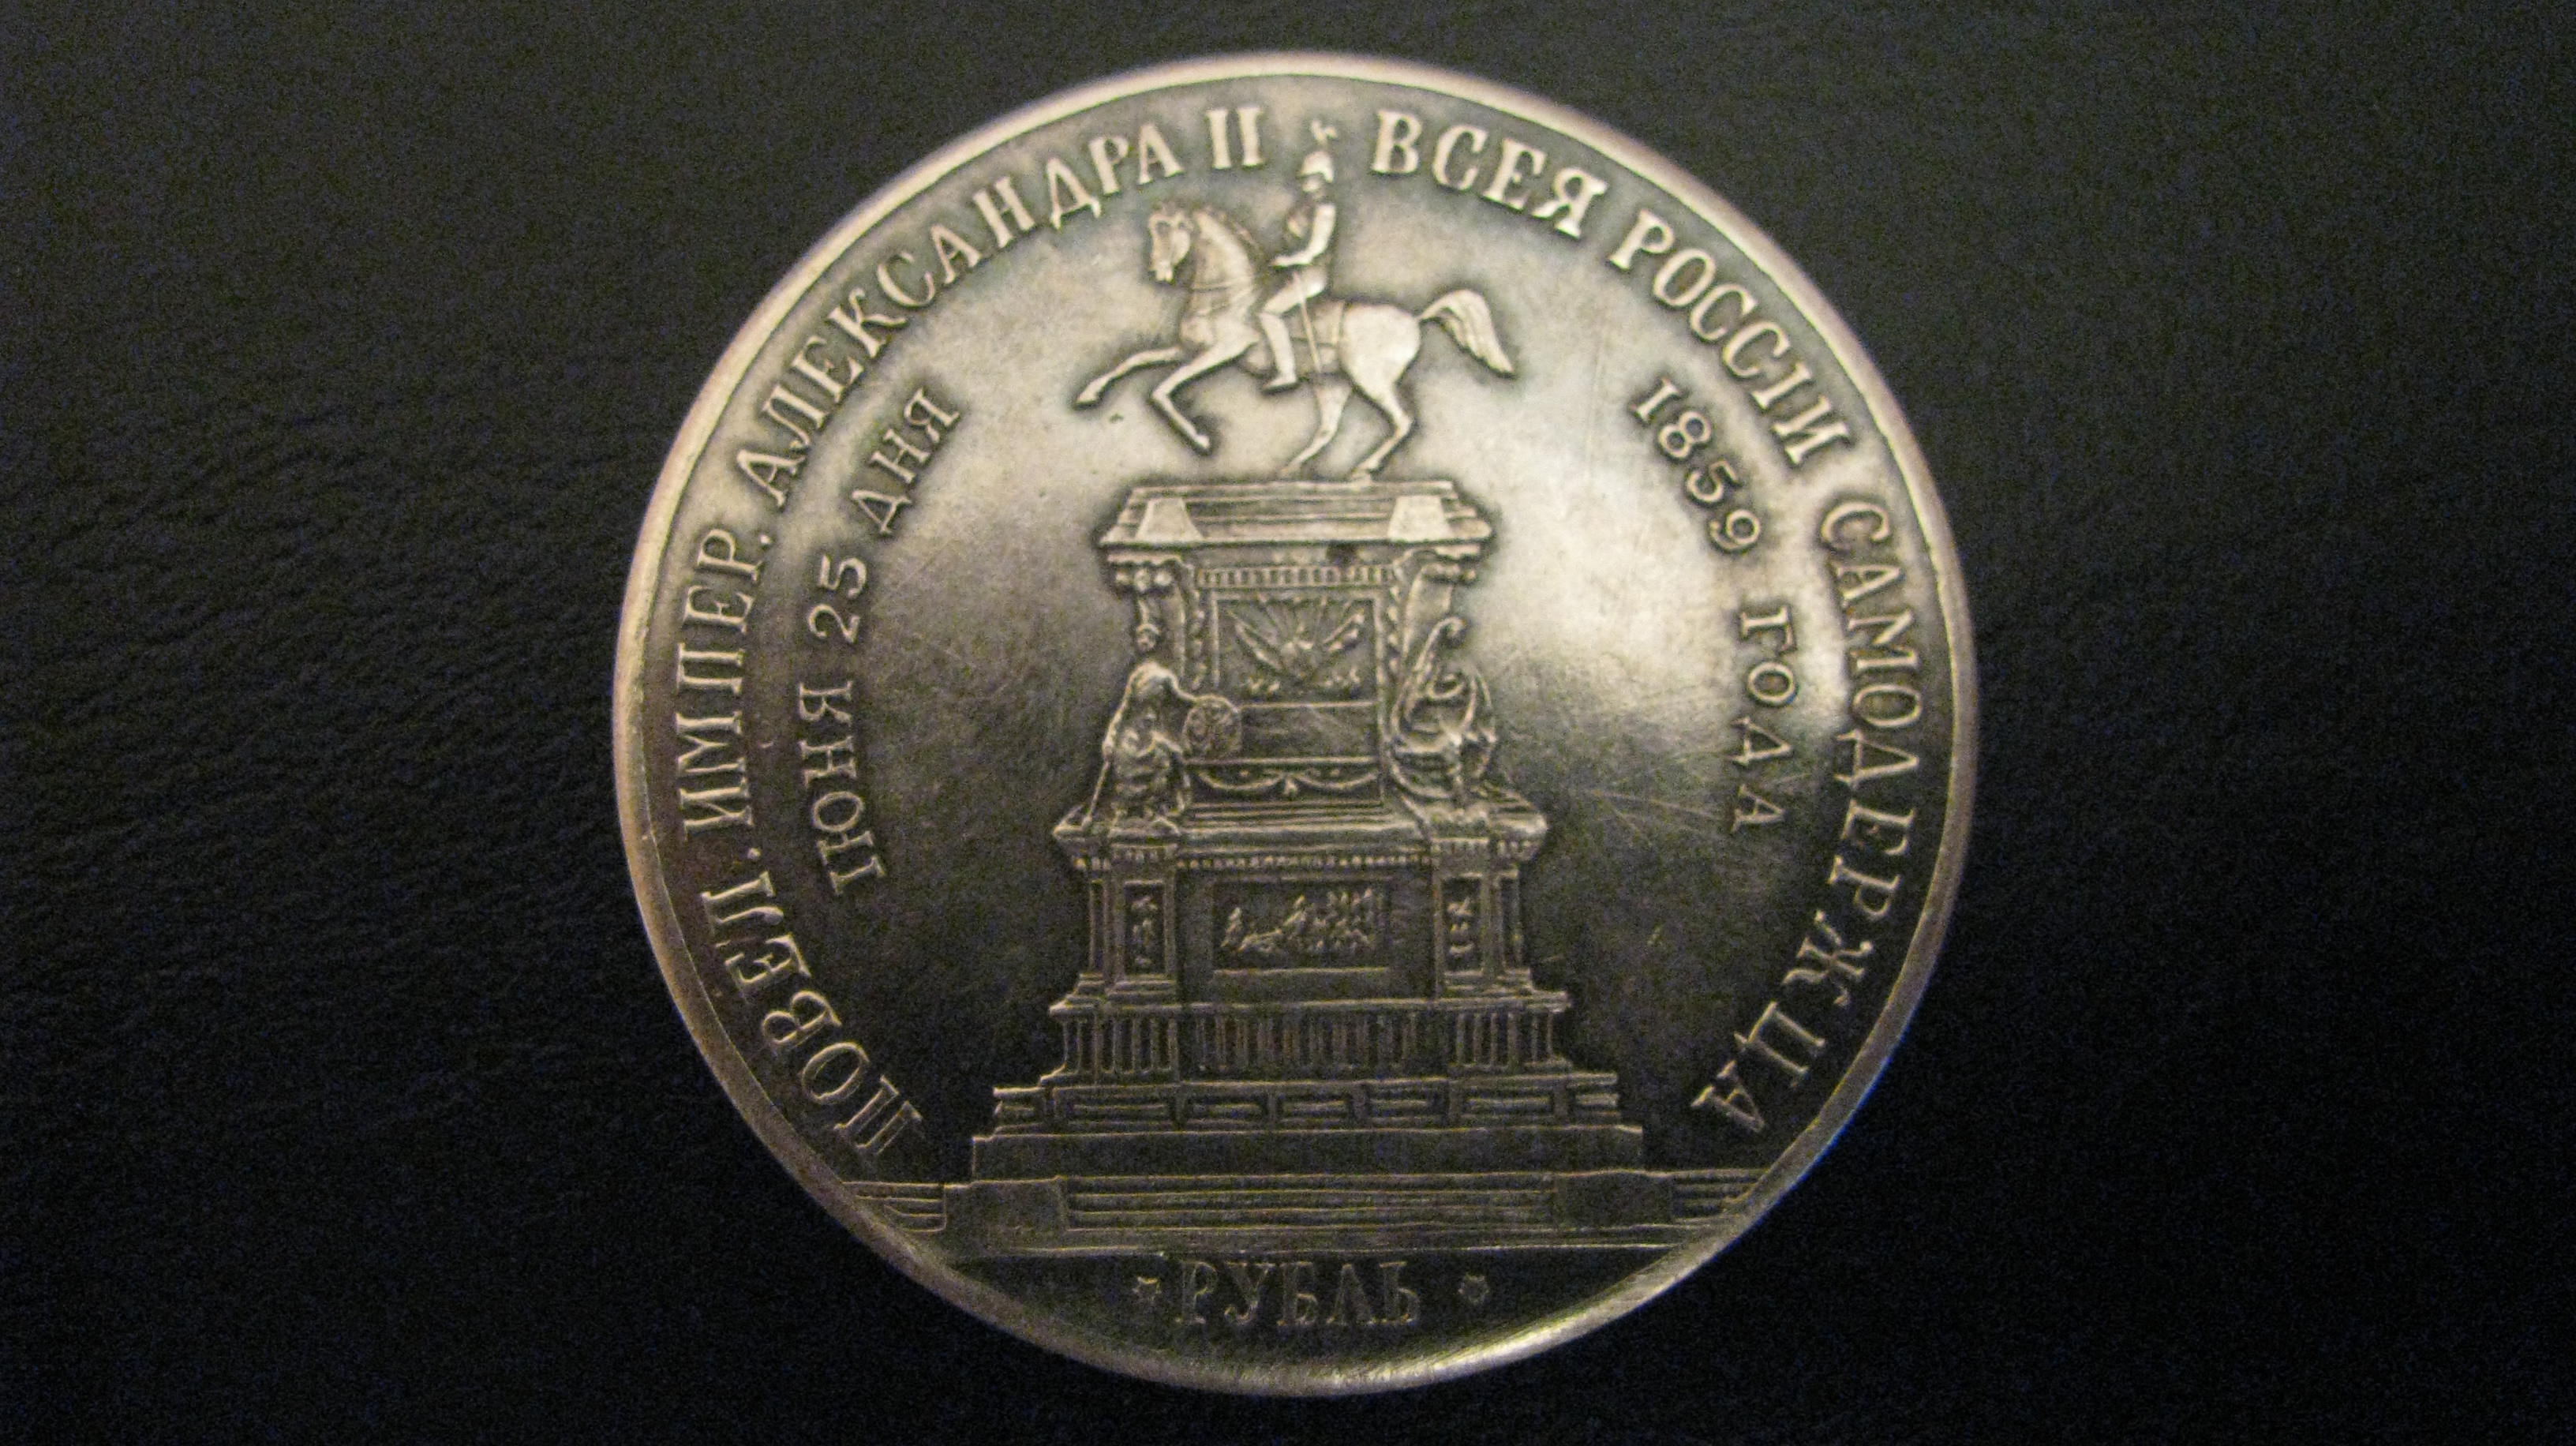 ПОВЕЛ. ИМПЕР. АЛЕКСАНДРА II ВСЕЯ РОССІИ САМОДЕРЖЦА
ІЮНЯ 25 ДНЯ
1859 ГОДА
РУБЛЬ